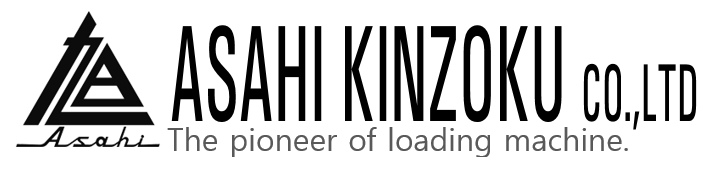 ASAHI KINZOKU CO.,LTD
Asahi
The pioneer of loading machine.